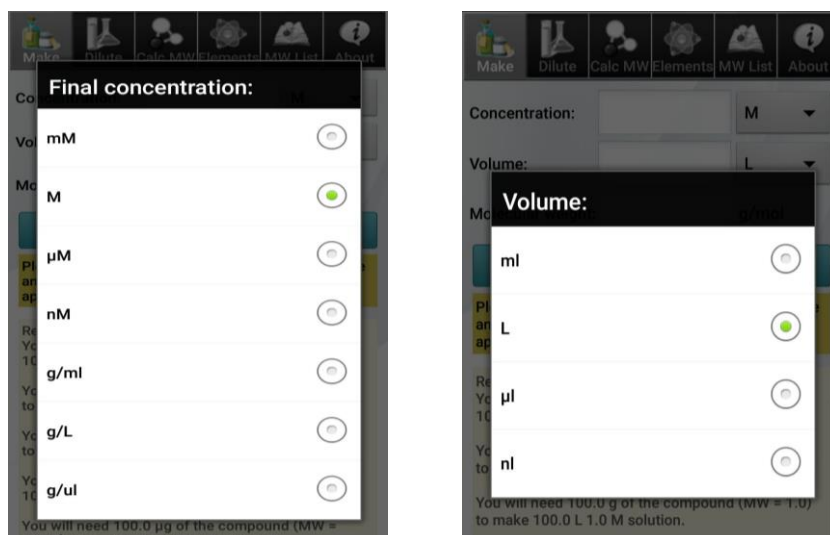 Make Dilute Calc MW Elements MW List About
Final concentration:
mM
M
µM
nM
g/ml
g/L
g/ul
You will need 100.0 µg of the compound (MW =
Make Dilute Calc MW Elements MW List About
Concentration: M
Volume: L
Volume:
g/mol
ml
L
µl
nl
You will need 100.0 g of the compound (MW = 1.0)
to make 100.0 L 1.0 M solution.